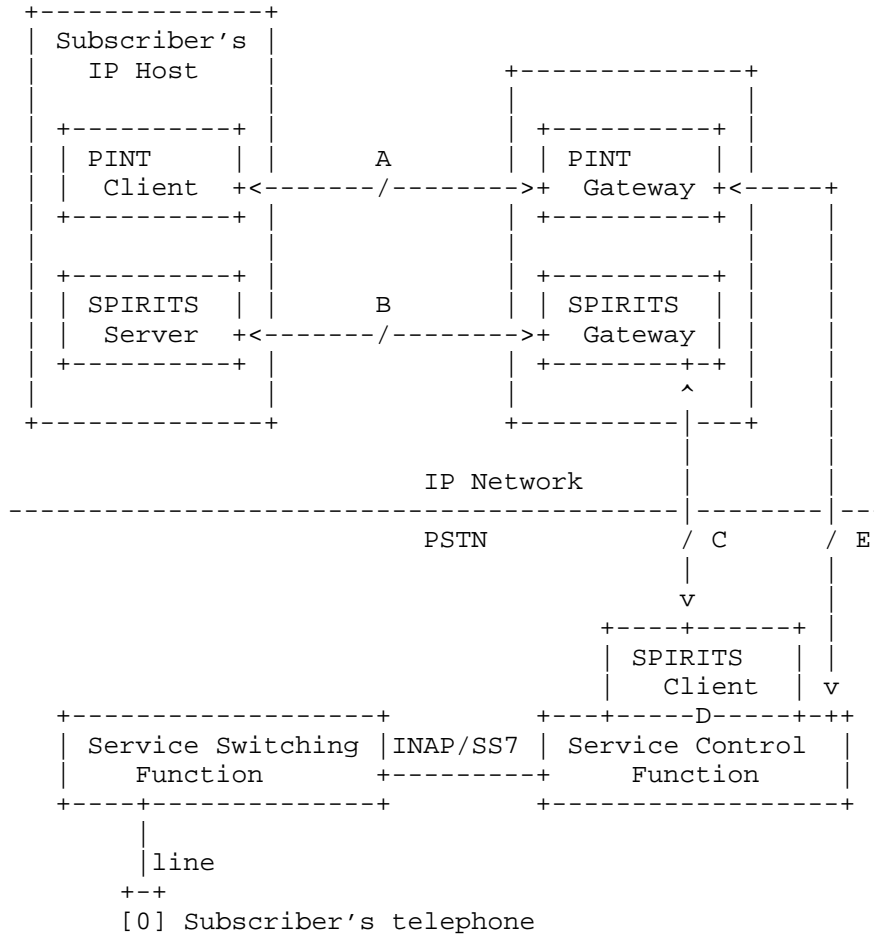 Subscriber's
IP Host
PINT
Client
A
PINT
Gateway
SPIRITS
Server
B
SPIRITS
Gateway
IP Network
PSTN
C
E
SPIRITS
Client
D
Service Switching
Function
INAP/SS7
Service Control
Function
line
[0] Subscriber's telephone